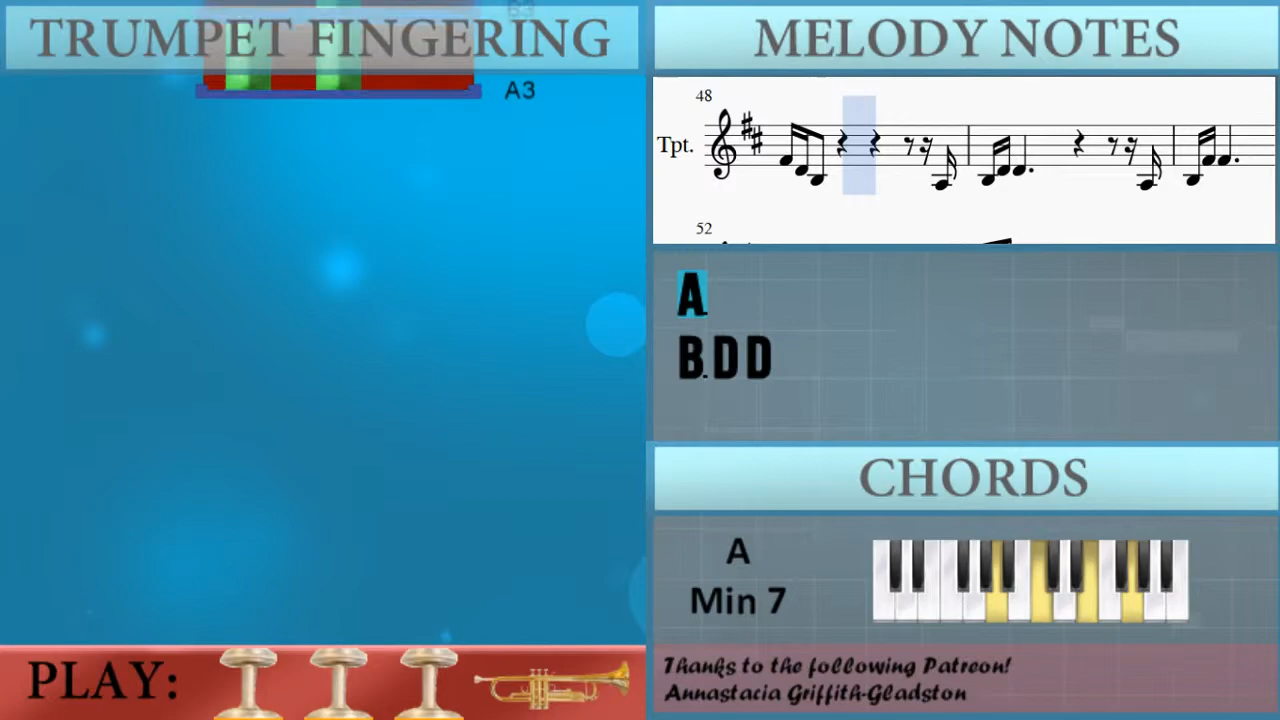 TRUMPET FINGERING
A3
MELODY NOTES
48
Tpt.
52
A
B.DD
CHORDS
A
Min 7
PLAY:
Thanks to the following Patreon!
Annastacia Griffith-Gladston